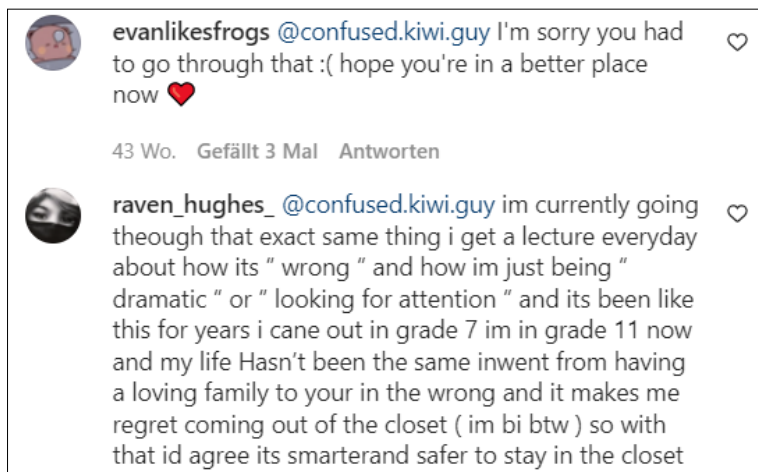 evanlikesfrogs @confused.kiwi.guy I'm sorry you had
to go through that :( hope you're in a better place
now ❤️
43 Wo. Gefällt 3 Mal Antworten
raven_hughes_ @confused.kiwi.guy im currently going
theough that exact same thing i get a lecture everyday
about how its " wrong " and how im just being "
dramatic " or " looking for attention " and its been like
this for years i cane out in grade 7 im in grade 11 now
and my life Hasn't been the same inwent from having
a loving family to your in the wrong and it makes me
regret coming out of the closet ( im bi btw ) so with
that id agree its smarterand safer to stay in the closet